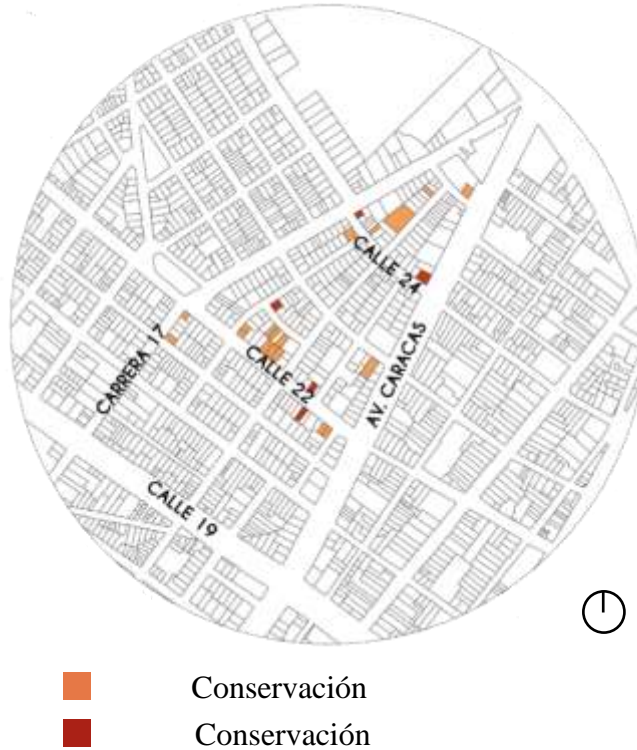 CALLE 24
AV. CARACAS
CARRERA 17
CALLE 22
CALLE 19
Conservación
Conservación